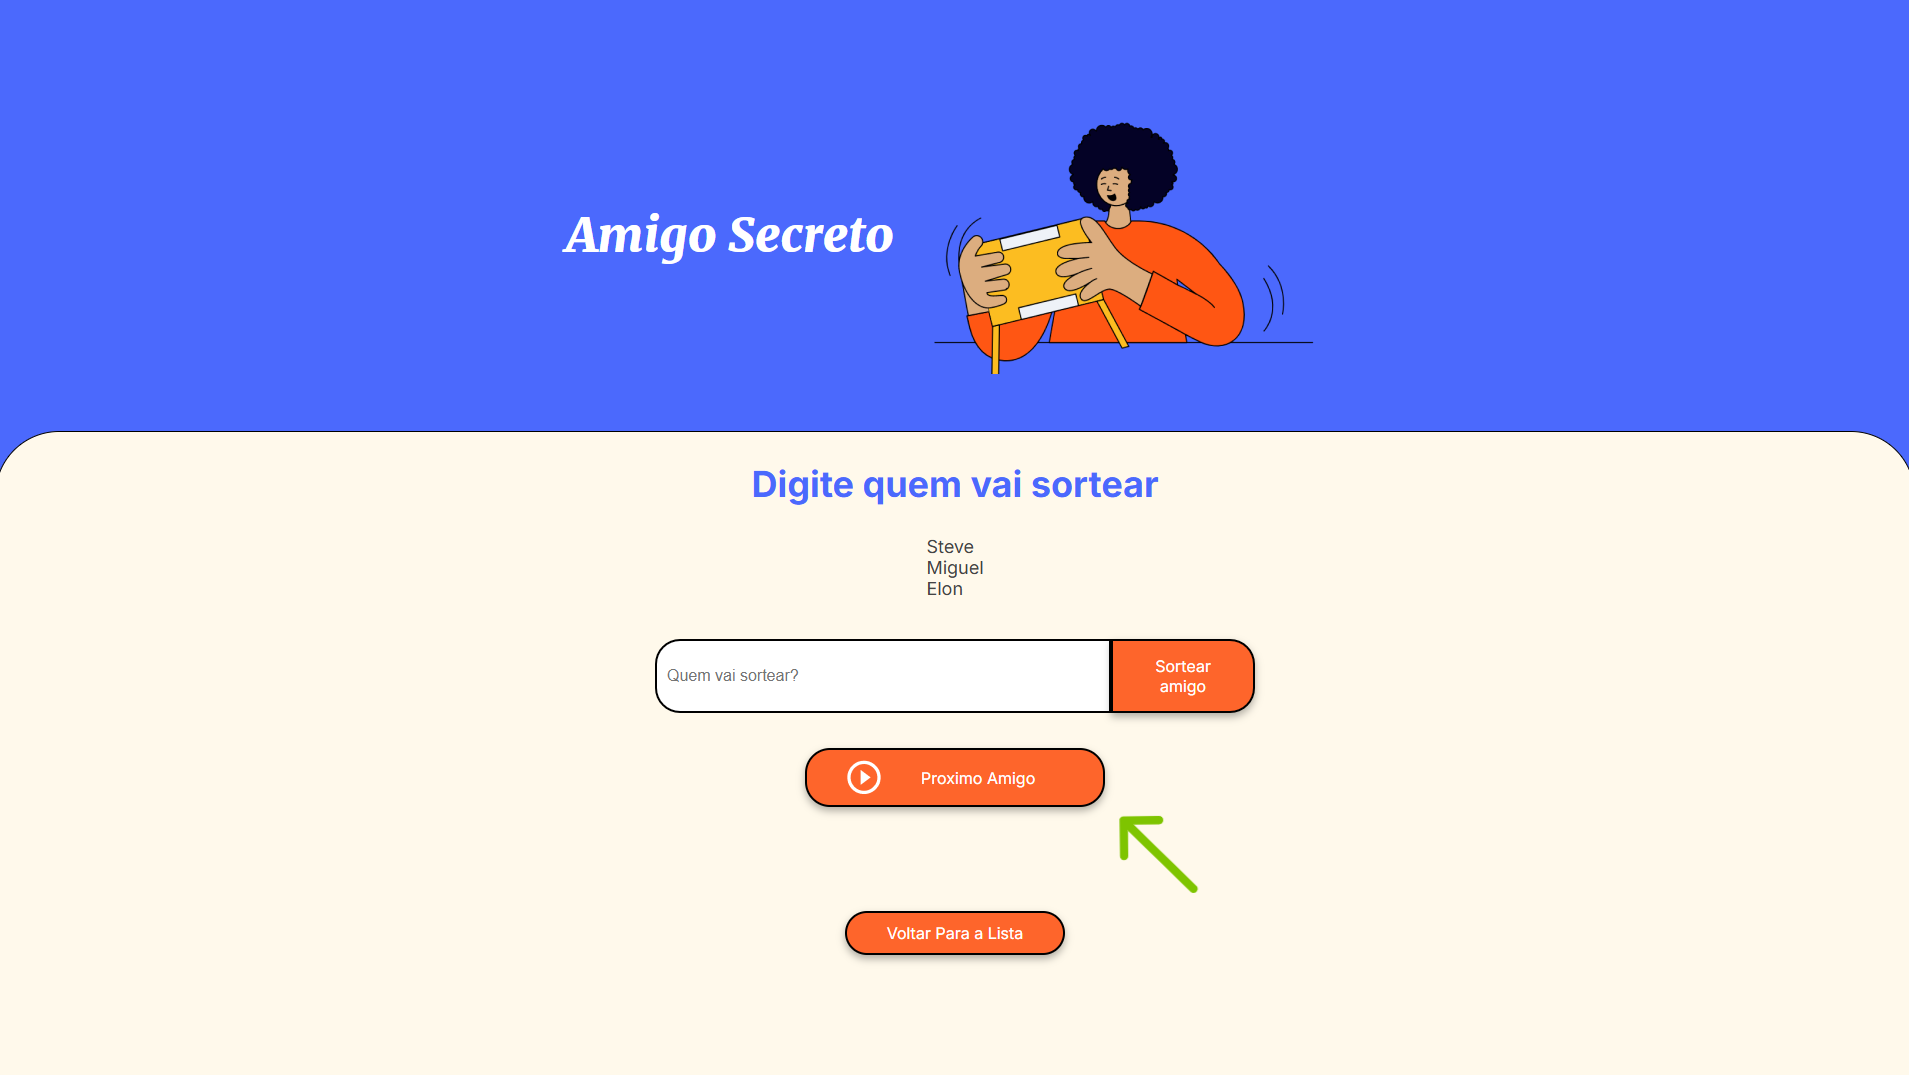 Amigo Secreto
Digite quem vai sortear
Steve
Miguel
Elon
Quem vai sortear?
Sortear
amigo
Proximo Amigo
Voltar Para a Lista